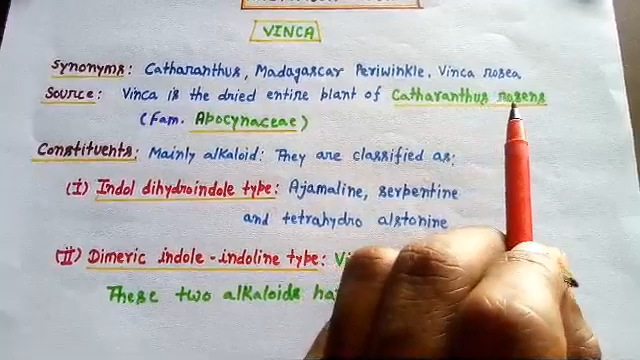 VINCA
Synonyms: Catharanthus, Madagascar Periwinkle, Vinca rosea
Source: Vinca is the dried entire plant of Catharanthus roseus
(Fam. Apocynaceae)
Constituents: Mainly alkaloid: They are classified as:
(i) Indol dihydroindole type: Ajamaline, serpentine
and tetrahydro alstonine
(ii) Dimeric indole-indoline type:
These two alkaloids